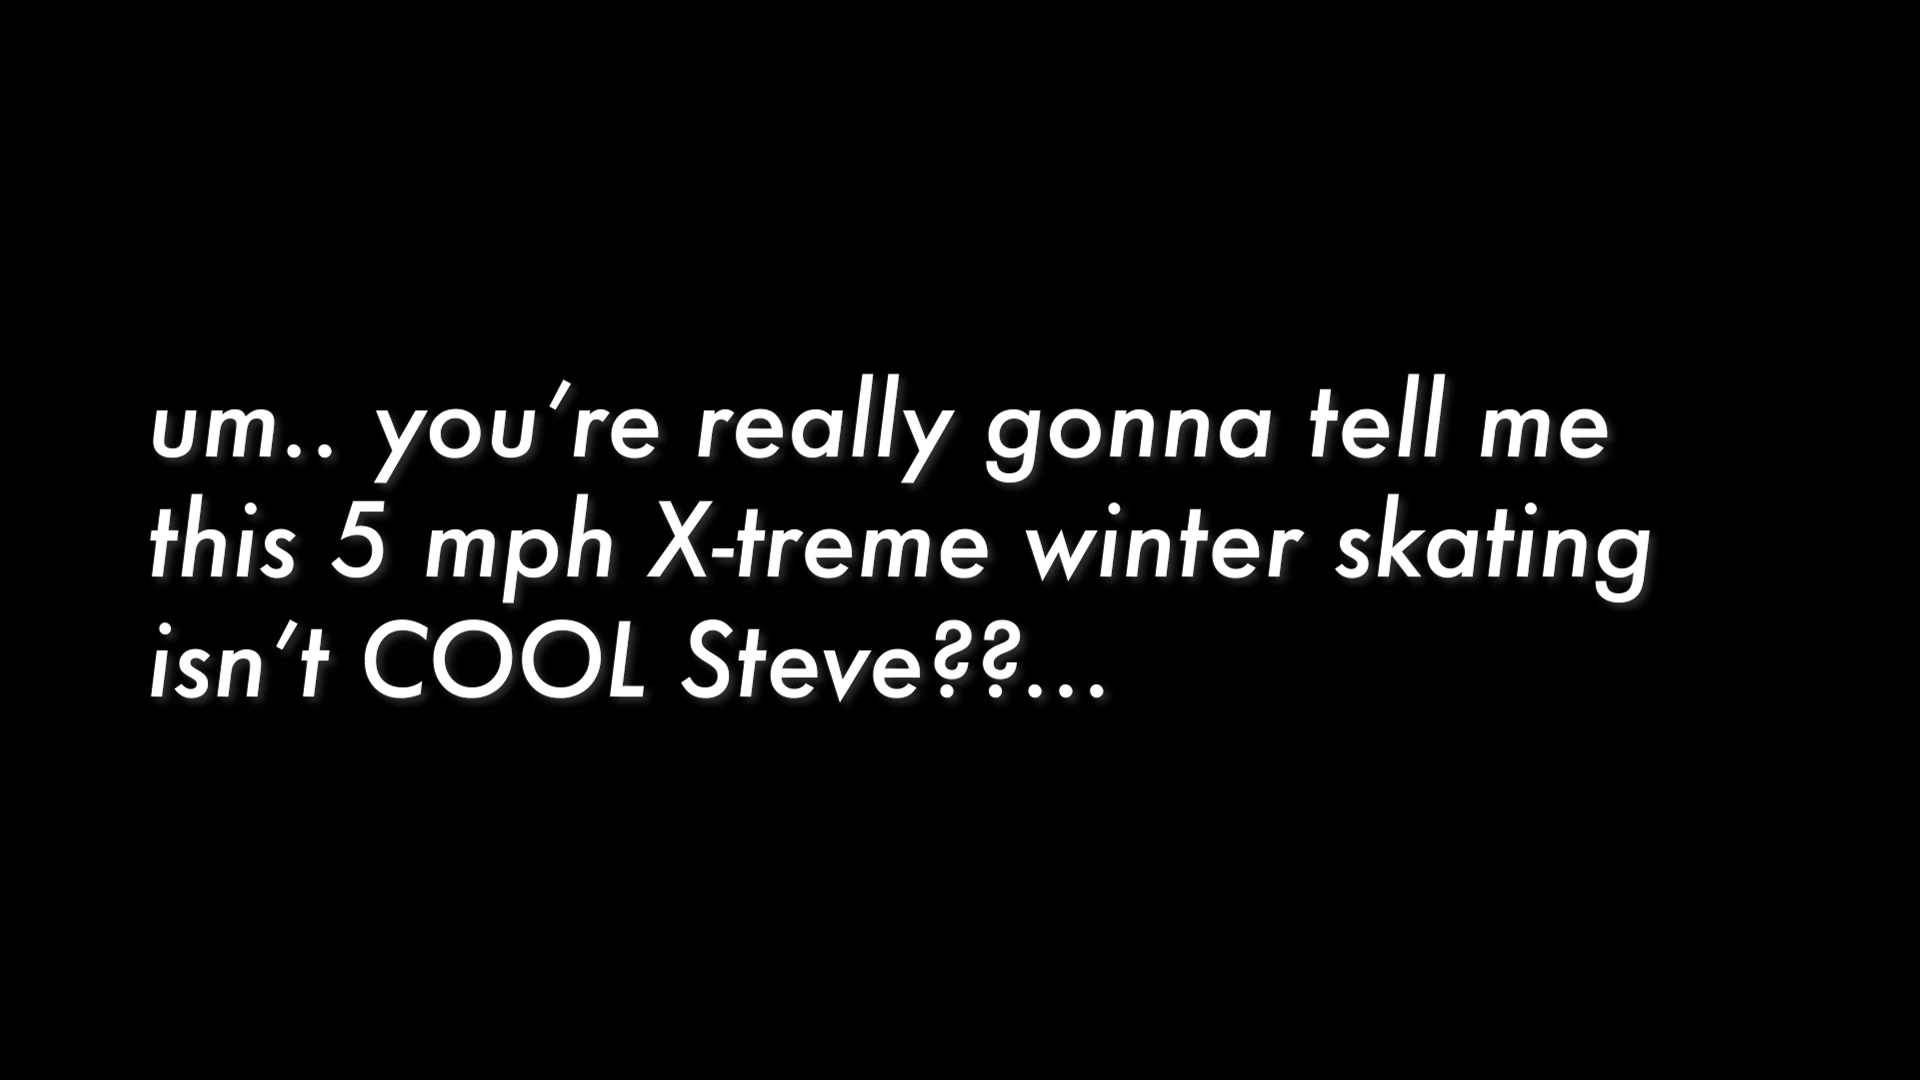 um.. you’re really gonna tell me
this 5 mph X-treme winter skating
isn’t COOL Steve??...